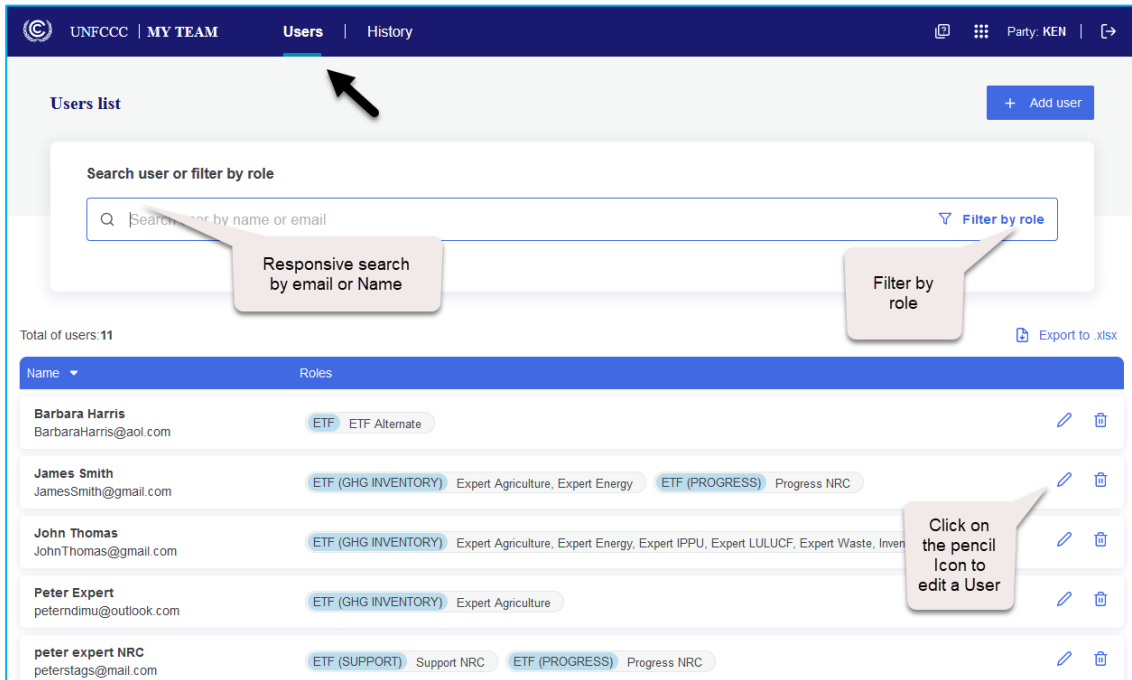 UNFCCC | MY TEAM Users | History Party: KEN |
Users list
+ Add user
Search user or filter by role
Search by name or email
Filter by role
Responsive search
by email or Name
Filter by
role
Total of users:11
Export to .xlsx
Name Roles
Barbara Harris
BarbaraHarris@aol.com
ETF ETF Alternate
James Smith
JamesSmith@gmail.com
ETF (GHG INVENTORY) Expert Agriculture, Expert Energy ETF (PROGRESS) Progress NRC
John Thomas
JohnThomas@gmail.com
ETF (GHG INVENTORY) Expert Agriculture, Expert Energy, Expert IPPU, Expert LULUCF, Expert Waste,
Click on
the pencil
Icon to
edit a User
Peter Expert
peterndimu@outlook.com
ETF (GHG INVENTORY) Expert Agriculture
peter expert NRC
peterstags@mail.com
ETF (SUPPORT) Support NRC ETF (PROGRESS) Progress NRC